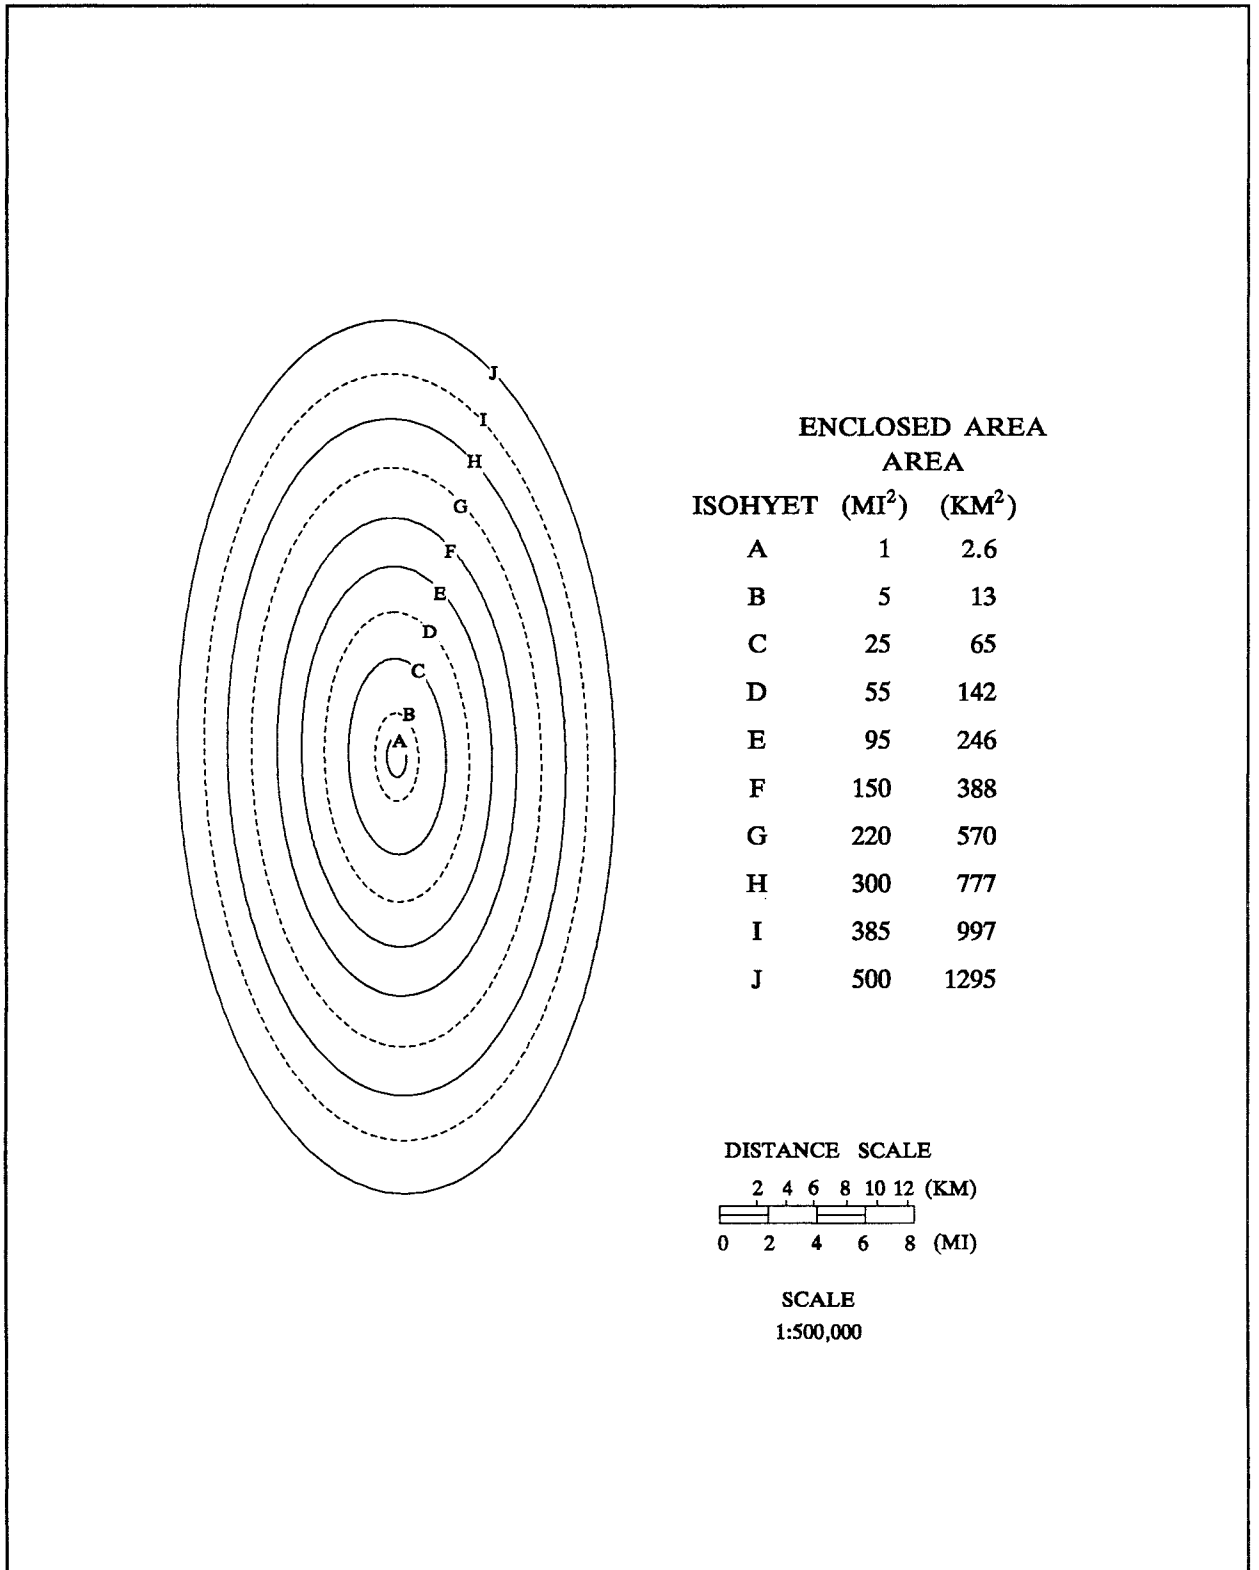 J
I
H
G
F
E
D
C
B
A
ENCLOSED AREA
AREA
ISOHYET (MI²) (KM²)
A 1 2.6
B 5 13
C 25 65
D 55 142
E 95 246
F 150 388
G 220 570
H 300 777
I 385 997
J 500 1295
DISTANCE SCALE
2 4 6 8 10 12 (KM)
0 2 4 6 8 (MI)
SCALE
1:500,000